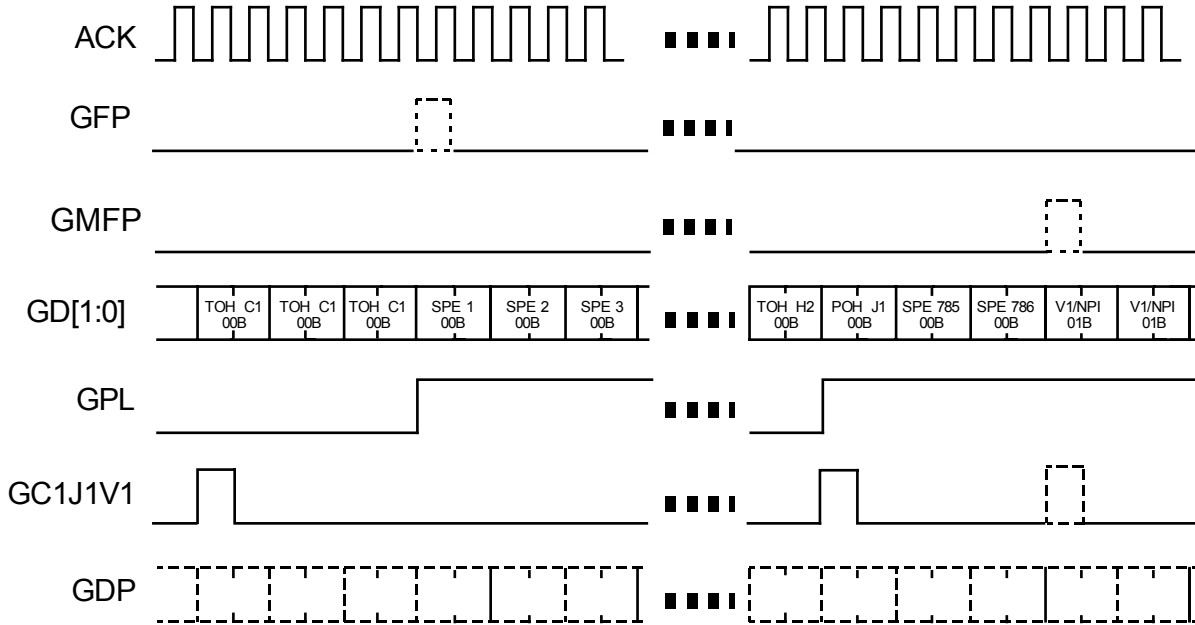 ACK
GFP
GMFP
GD[1:0]
TOH C1 TOH C1 TOH C1 SPE 1 SPE 2 SPE 3 TOH H2 POH J1 SPE 785 SPE 786 V1/NPI V1/NPI
00B 00B 00B 00B 00B 00B 00B 00B 00B 00B 01B 01B
GPL
GC1J1V1
GDP